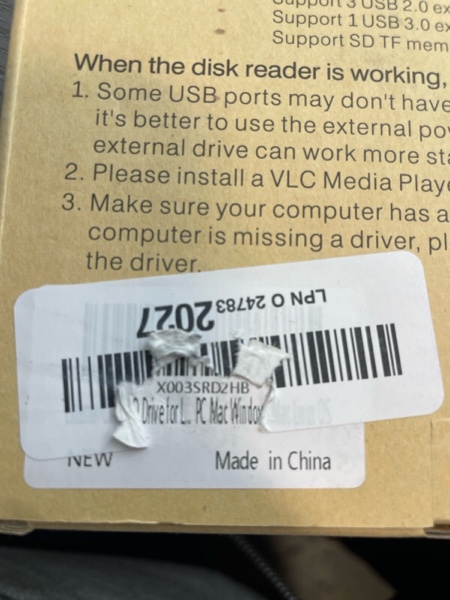 Support 3 USB 2.0 ex
Support 1 USB 3.0 ex
Support SD TF mem
When the disk reader is working,
1. Some USB ports may don't have
it's better to use the external po
external drive can work more sta
2. Please install a VLC Media Playe
3. Make sure your computer has a
computer is missing a driver, pl
the driver.
LPN O 24783
2027
X003SRD2HB
Drive for L... PC Mac Window
NEW
Made in China